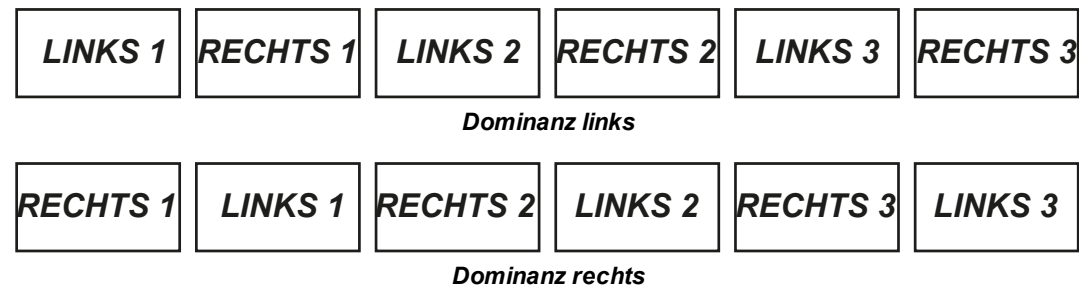 LINKS 1 RECHTS 1 LINKS 2 RECHTS 2 LINKS 3 RECHTS 3
Dominanz links
RECHTS 1 LINKS 1 RECHTS 2 LINKS 2 RECHTS 3 LINKS 3
Dominanz rechts